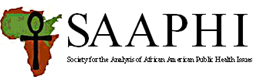 SAAPHI
Society for the Analysis of African American Public Health Issues